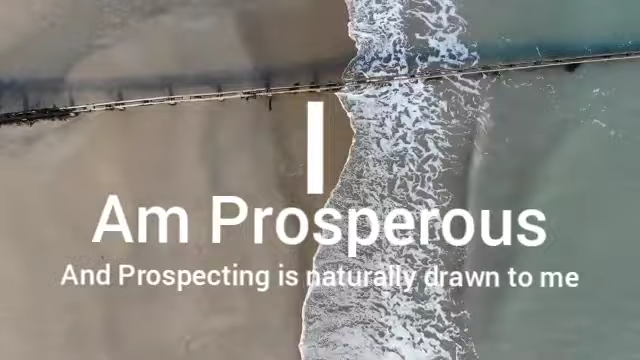 I
Am Prosperous
And Prospecting is naturally drawn to me